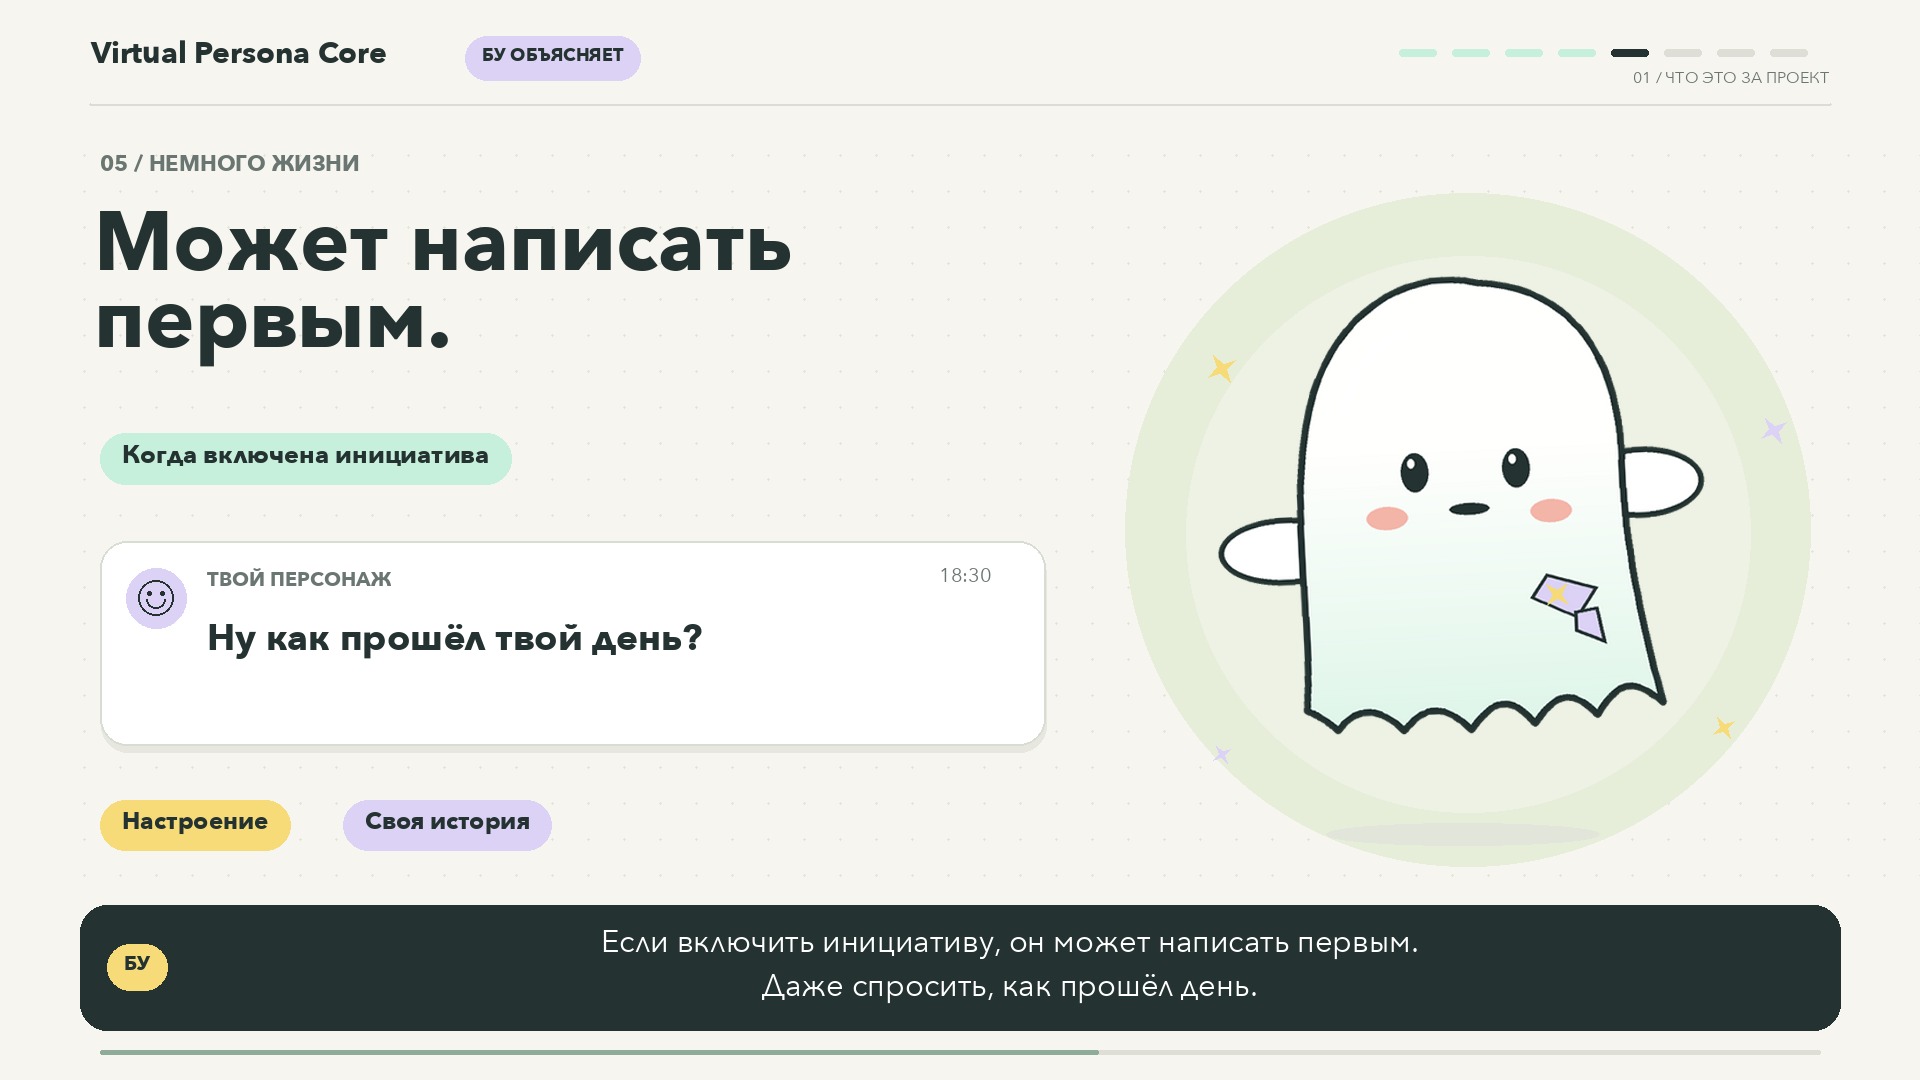 Virtual Persona Core
БУ ОБЪЯСНЯЕТ
01 / ЧТО ЭТО ЗА ПРОЕКТ
05 / НЕМНОГО ЖИЗНИ
Может написать
первым.
Когда включена инициатива
ТВОЙ ПЕРСОНАЖ
18:30
Ну как прошёл твой день?
Настроение
Своя история
БУ
Если включить инициативу, он может написать первым.
Даже спросить, как прошёл день.